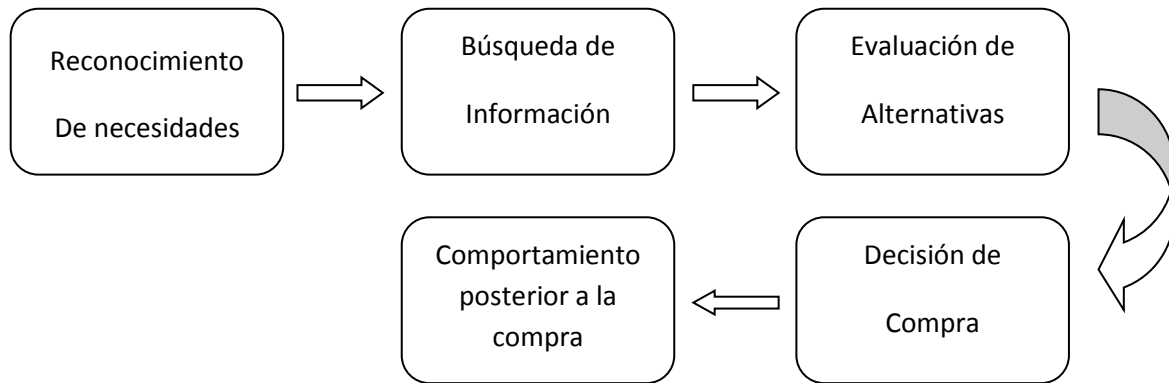 Reconocimiento
De necesidades
Búsqueda de
Información
Evaluación de
Alternativas
Decisión de
Compra
Comportamiento
posterior a la
compra